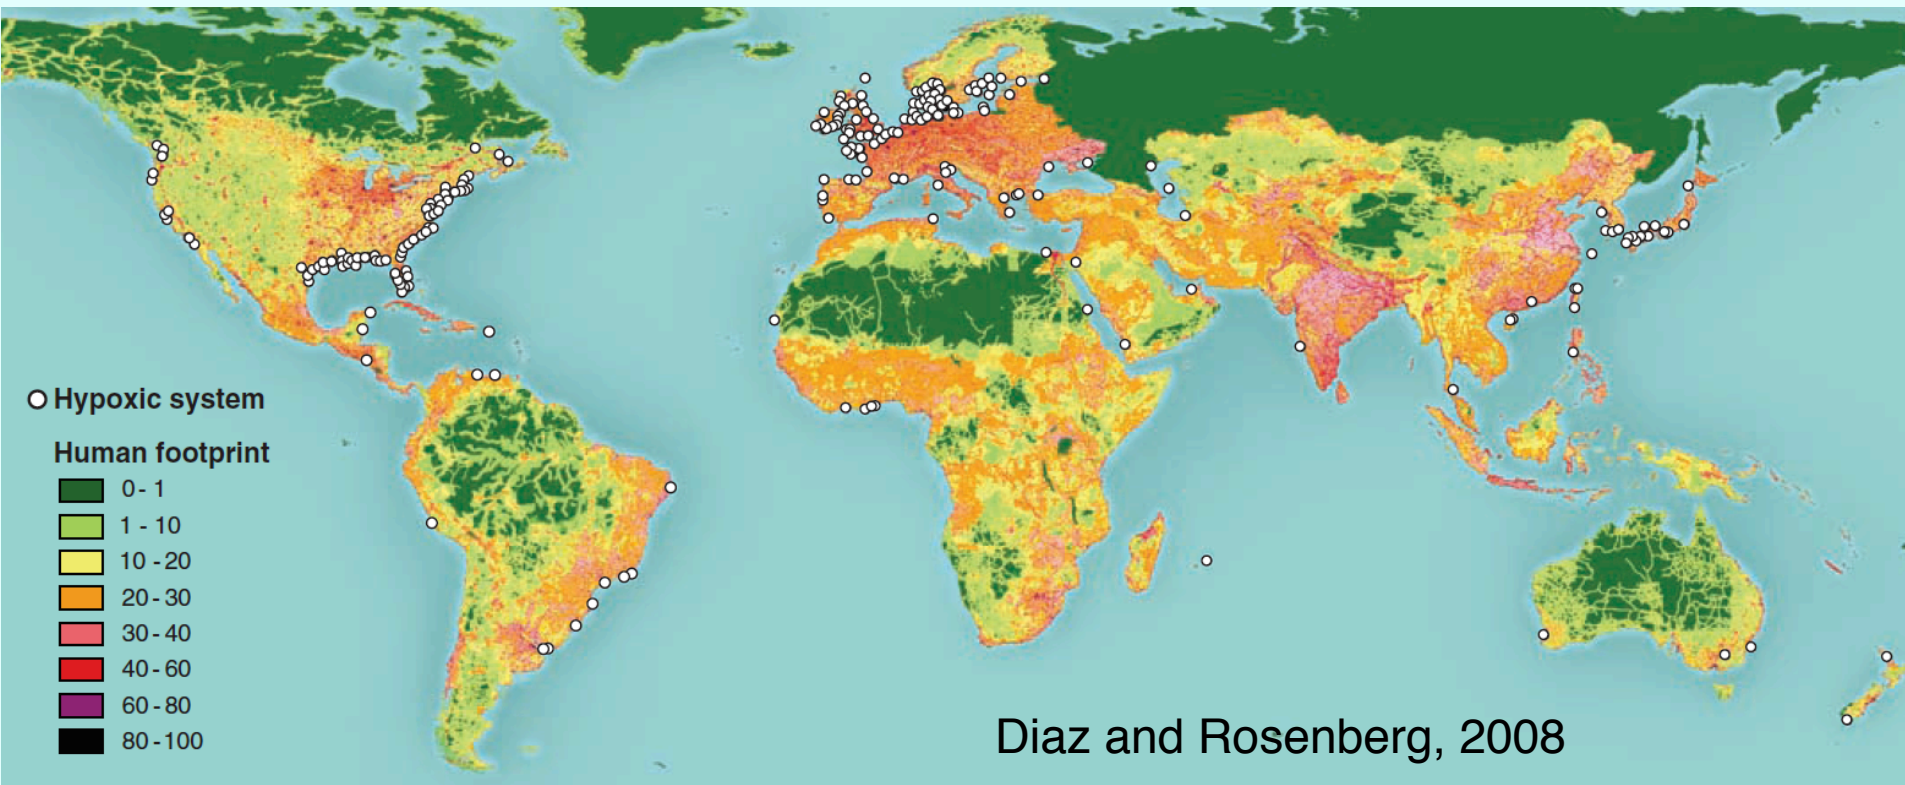 Hypoxic system
Human footprint
0 - 1
1 - 10
10 - 20
20 - 30
30 - 40
40 - 60
60 - 80
80 - 100
Diaz and Rosenberg, 2008